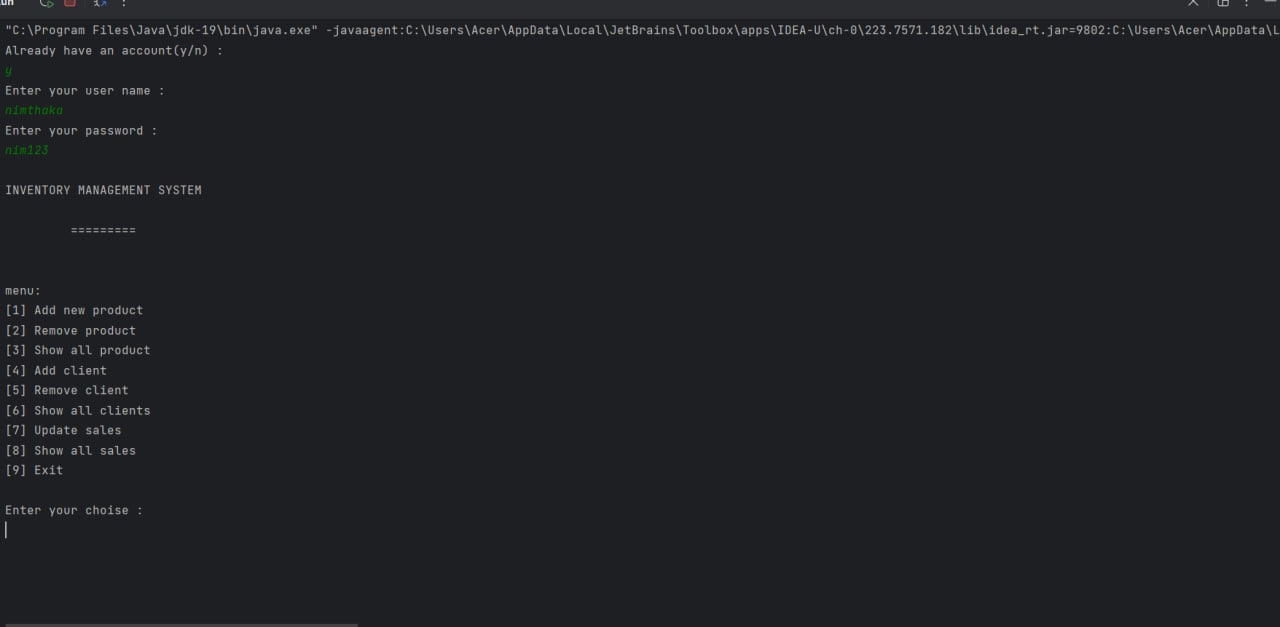 "C:\Program Files\Java\jdk-19\bin\java.exe" -javaagent:C:\Users\Acer\AppData\Local\JetBrains\Toolbox\apps\IDEA-U\ch-0\223.7571.182\lib\idea_rt.jar=9802:C:\Users\Acer\AppData\L
Already have an account(y/n) :
y
Enter your user name :
nimthaka
Enter your password :
nim123
INVENTORY MANAGEMENT SYSTEM
=========
menu:
[1] Add new product
[2] Remove product
[3] Show all product
[4] Add client
[5] Remove client
[6] Show all clients
[7] Update sales
[8] Show all sales
[9] Exit
Enter your choise :